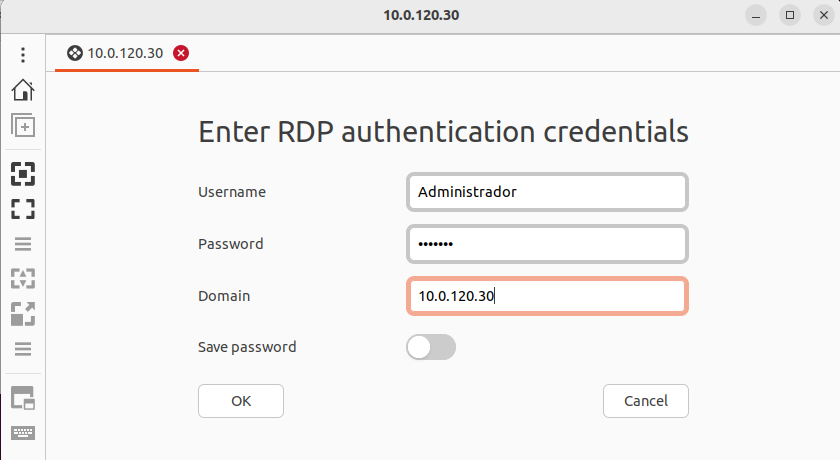 10.0.120.30
10.0.120.30
Enter RDP authentication credentials
Username Administrador
Password •••••••
Domain 10.0.120.30
Save password
OK Cancel